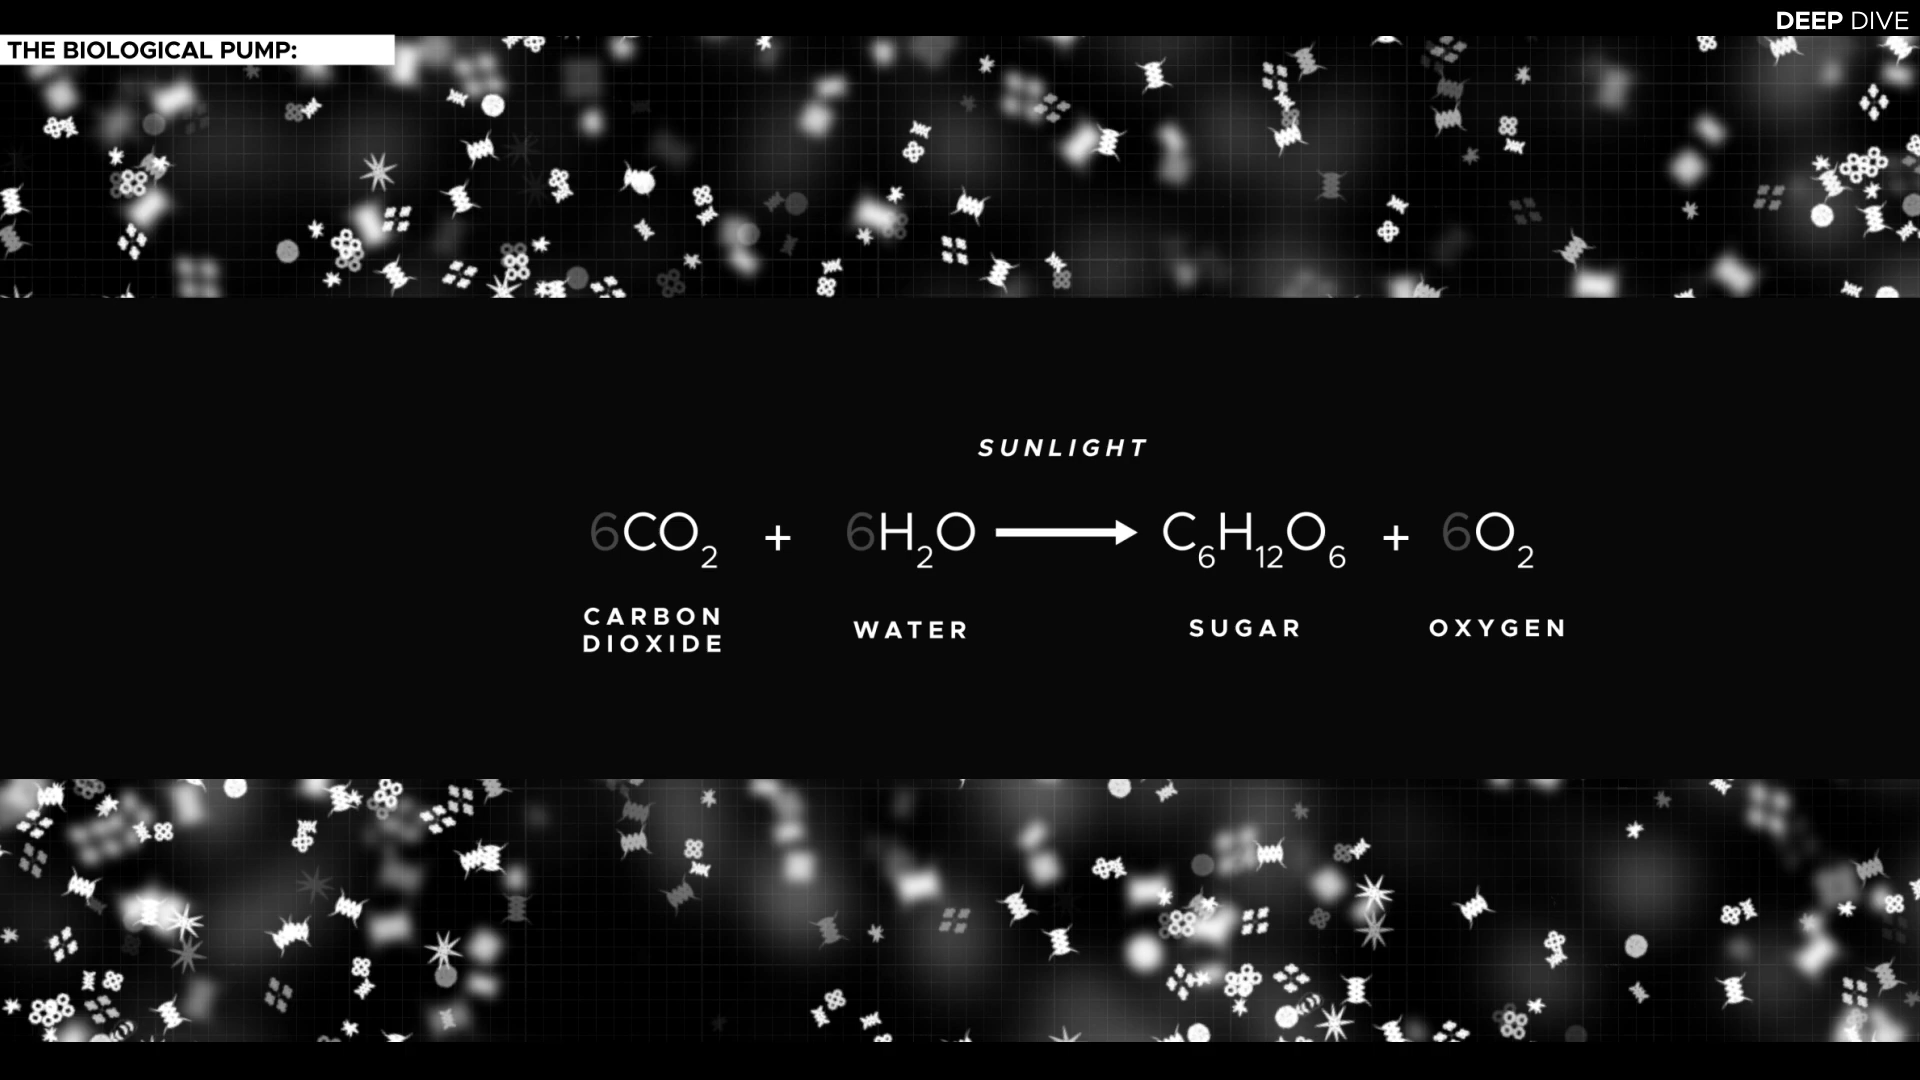 DEEP DIVE
THE BIOLOGICAL PUMP:
SUNLIGHT
6CO₂ + 6H₂O → C₆H₁₂O₆ + 6O₂
CARBON DIOXIDE
WATER
SUGAR
OXYGEN